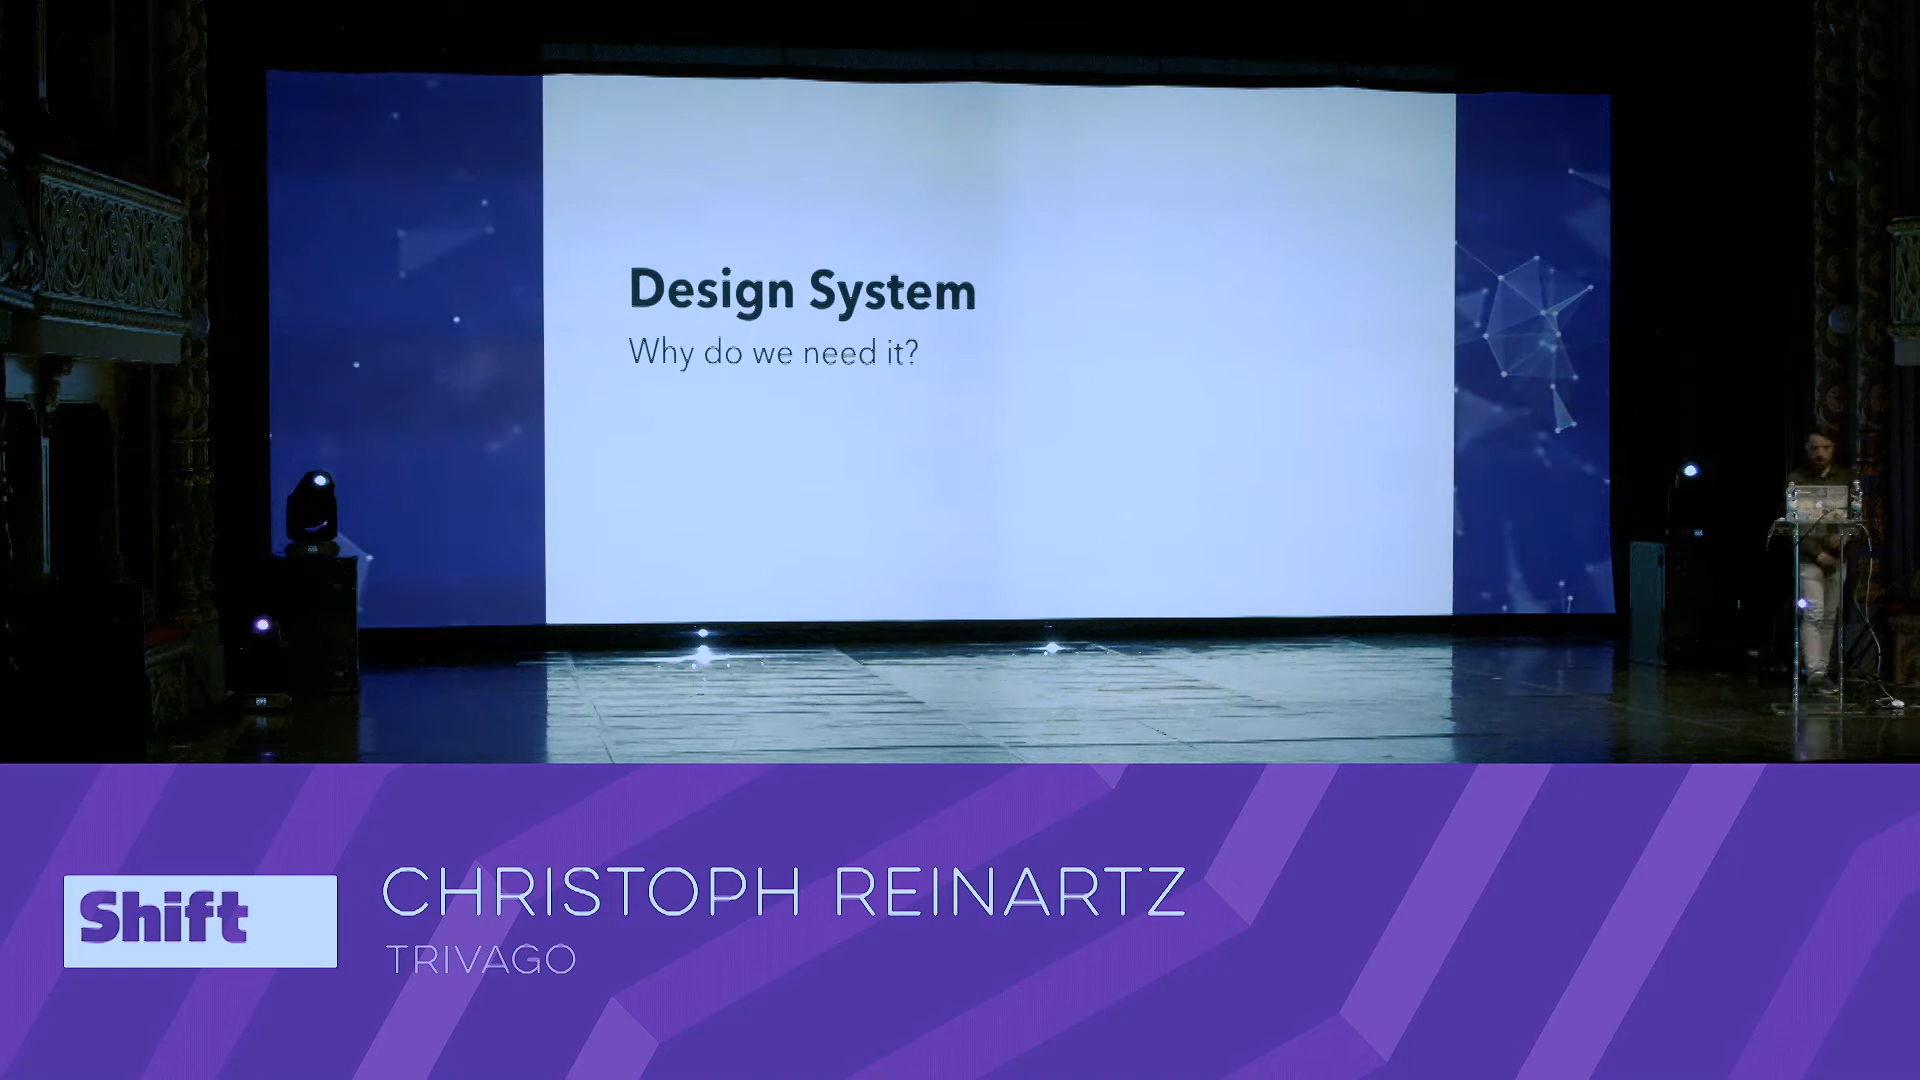 Design System
Why do we need it?
Shift
CHRISTOPH REINARTZ
TRIVAGO